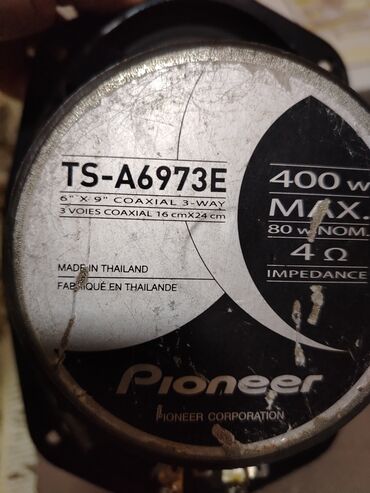 TS-A6973E
6" X 9" COAXIAL 3-WAY
3 VOIES COAXIAL 16 cmX24 cm
400 W
MAX.
80 W NOM.
4 Ω
IMPEDANCE
MADE IN THAILAND
FABRIQUÉ EN THAILANDE
Pioneer
PIONEER CORPORATION